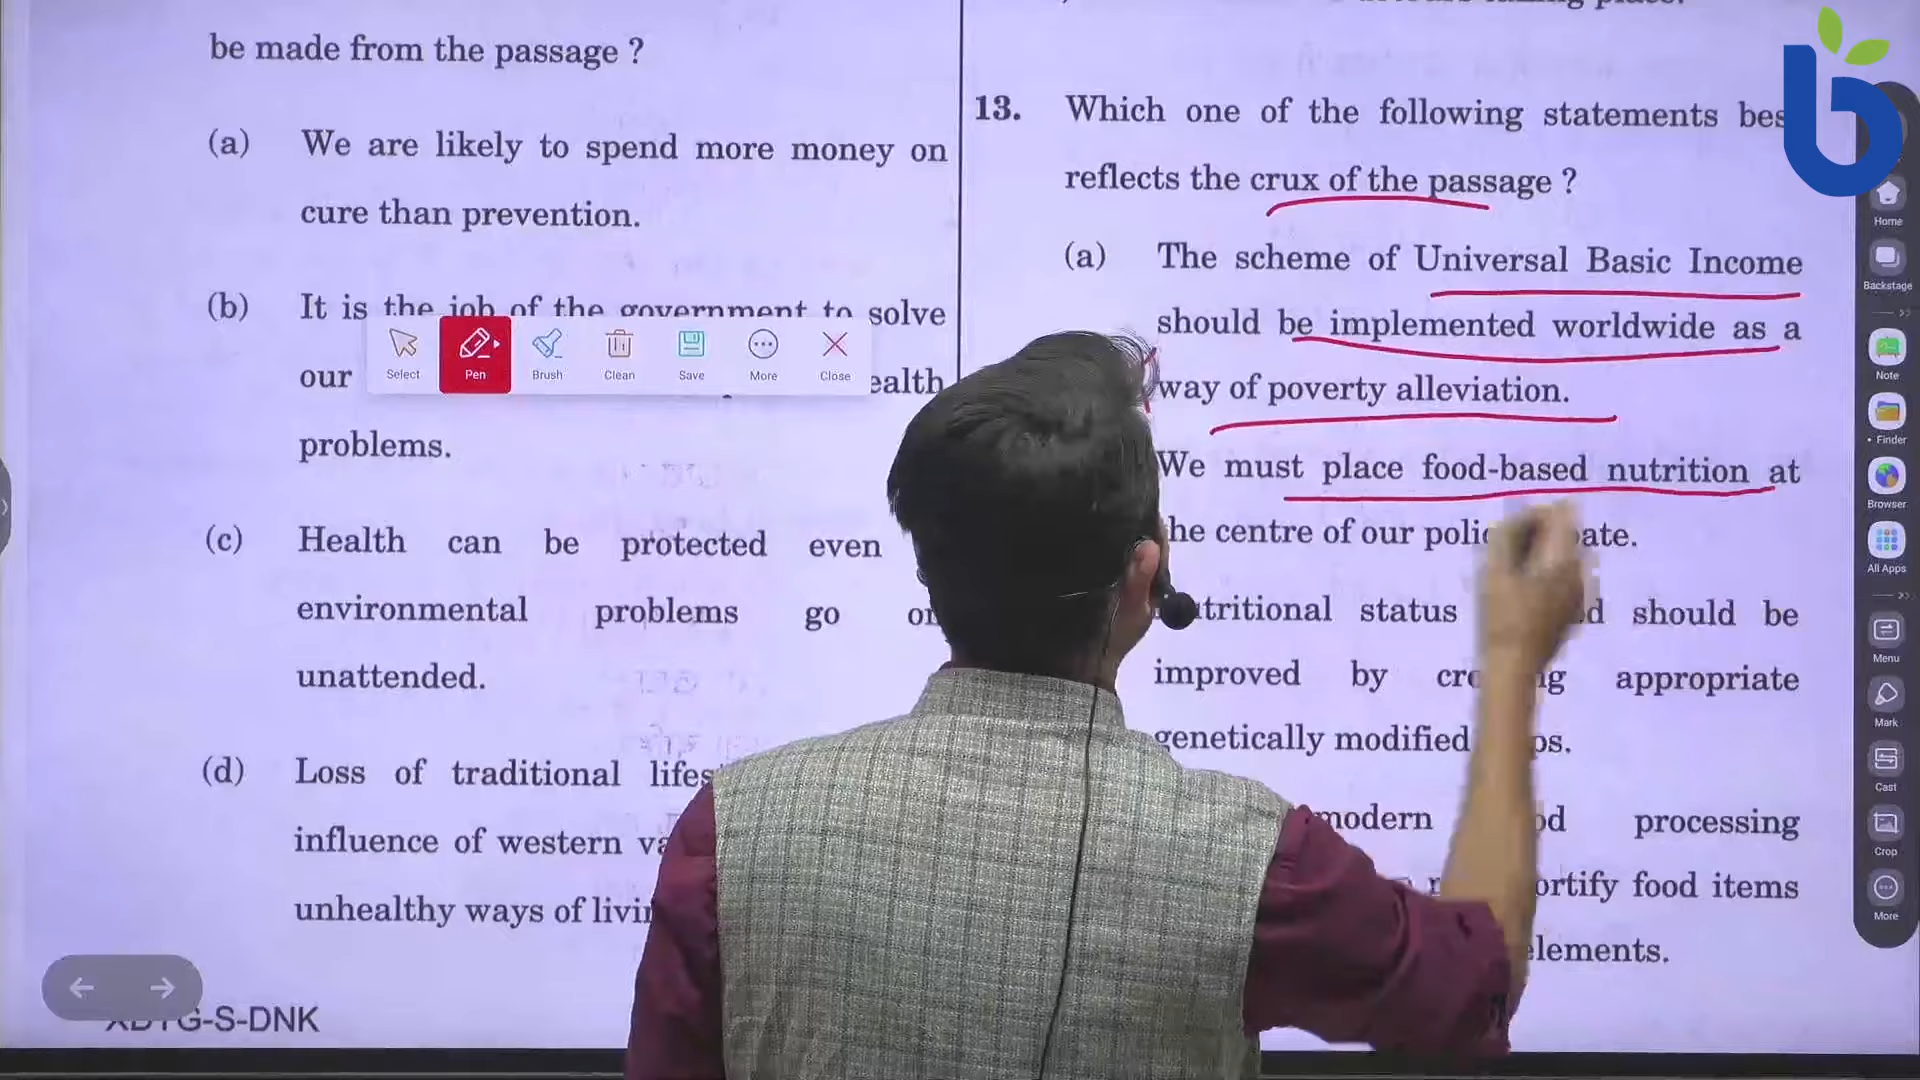 be made from the passage ?
(a) We are likely to spend more money on
cure than prevention.
(b) It is the job of the government to solve
our
problems.
(c) Health can be protected even
environmental problems go
unattended.
(d) Loss of traditional
influence of western
unhealthy ways of
XDTG-S-DNK
13. Which one of the following statements
reflects the crux of the passage ?
(a) The scheme of Universal Basic Income
should be implemented worldwide as a
way of poverty alleviation.
We must place food-based nutrition at
the centre of our
status should be
improved by appropriate
genetically modified
modern processing
food items
elements.
Select
Pen
Brush
Clean
Save
More
Close
b
Home
Backstage
Note
Finder
Browser
All Apps
Menu
Mark
Cast
Crop
More